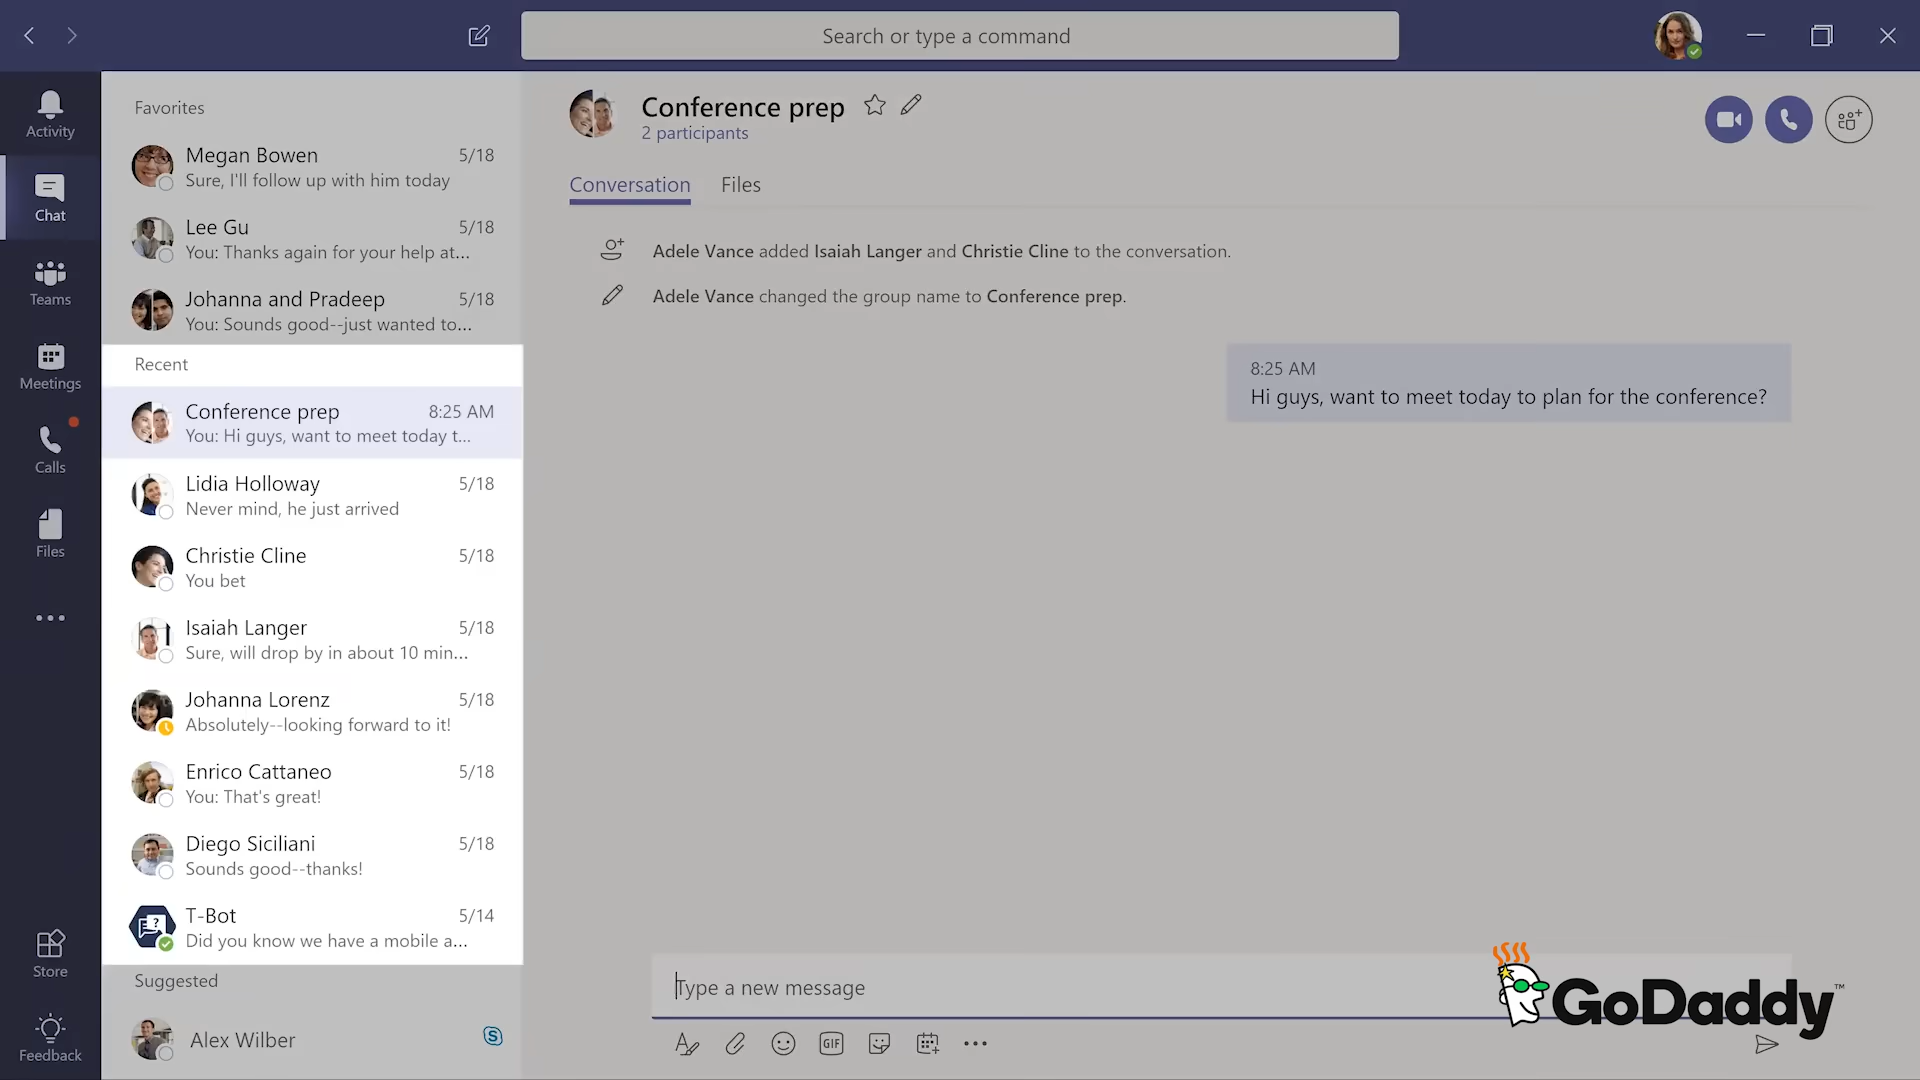 Search or type a command
Activity
Chat
Teams
Meetings
Calls
Files
Store
Feedback
Favorites
Megan Bowen 5/18
Sure, I'll follow up with him today
Lee Gu 5/18
You: Thanks again for your help at...
Johanna and Pradeep 5/18
You: Sounds good--just wanted to...
Recent
Conference prep 8:25 AM
You: Hi guys, want to meet today t...
Lidia Holloway 5/18
Never mind, he just arrived
Christie Cline 5/18
You bet
Isaiah Langer 5/18
Sure, will drop by in about 10 min...
Johanna Lorenz 5/18
Absolutely--looking forward to it!
Enrico Cattaneo 5/18
You: That's great!
Diego Siciliani 5/18
Sounds good--thanks!
T-Bot 5/14
Did you know we have a mobile a...
Suggested
Alex Wilber
Conference prep
2 participants
Conversation Files
Adele Vance added Isaiah Langer and Christie Cline to the conversation.
Adele Vance changed the group name to Conference prep.
8:25 AM
Hi guys, want to meet today to plan for the conference?
Type a new message
GIF
GoDaddy™